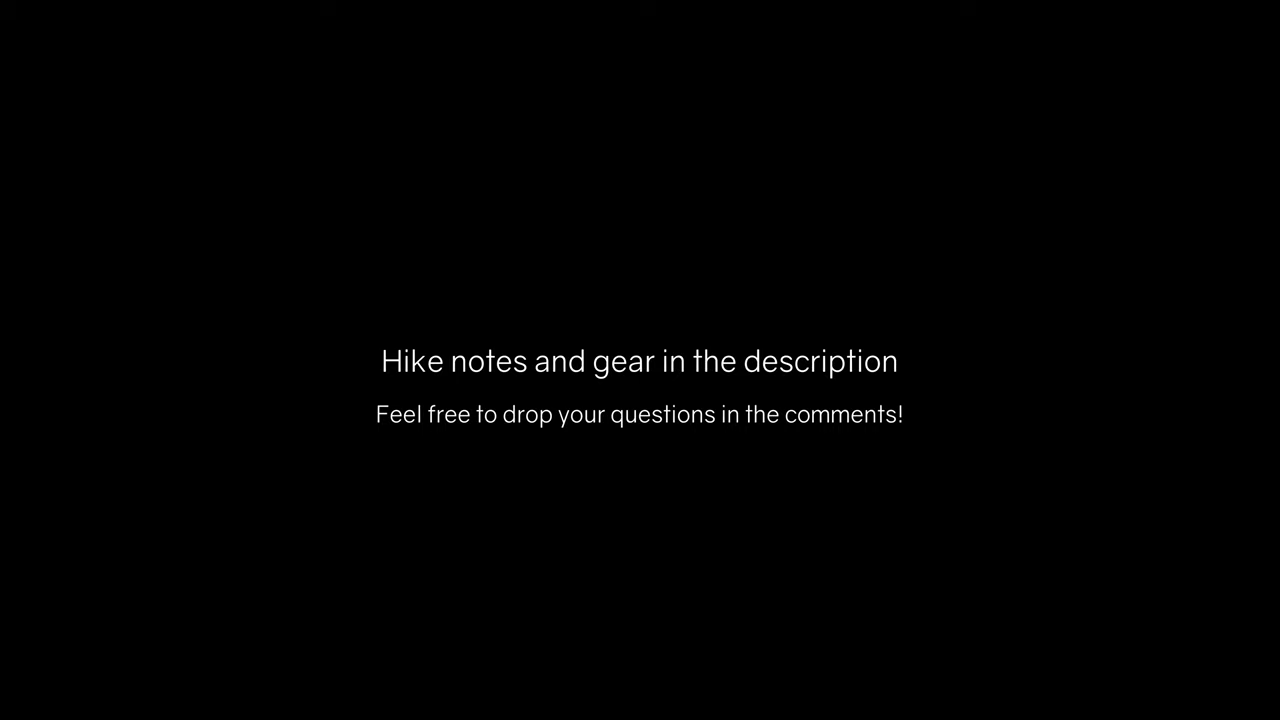 Hike notes and gear in the description
Feel free to drop your questions in the comments!